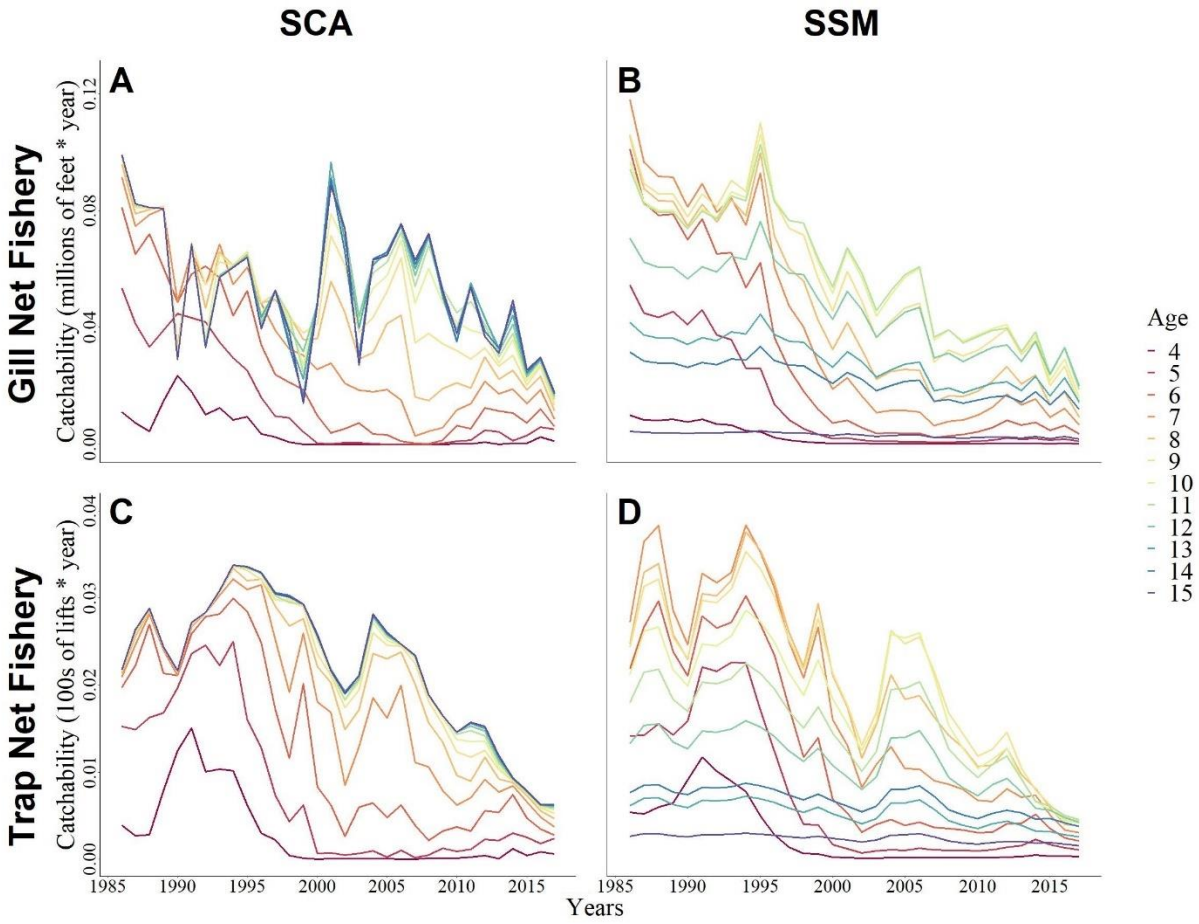 SCA
SSM
Gill Net Fishery
Catchability (millions of feet * year)
A
B
0.12
0.08
0.04
0.00
Trap Net Fishery
Catchability (100s of lifts * year)
C
D
0.04
0.03
0.02
0.01
0.00
1985 1990 1995 2000 2005 2010 2015
1985 1990 1995 2000 2005 2010 2015
Years
Age
4
5
6
7
8
9
10
11
12
13
14
15